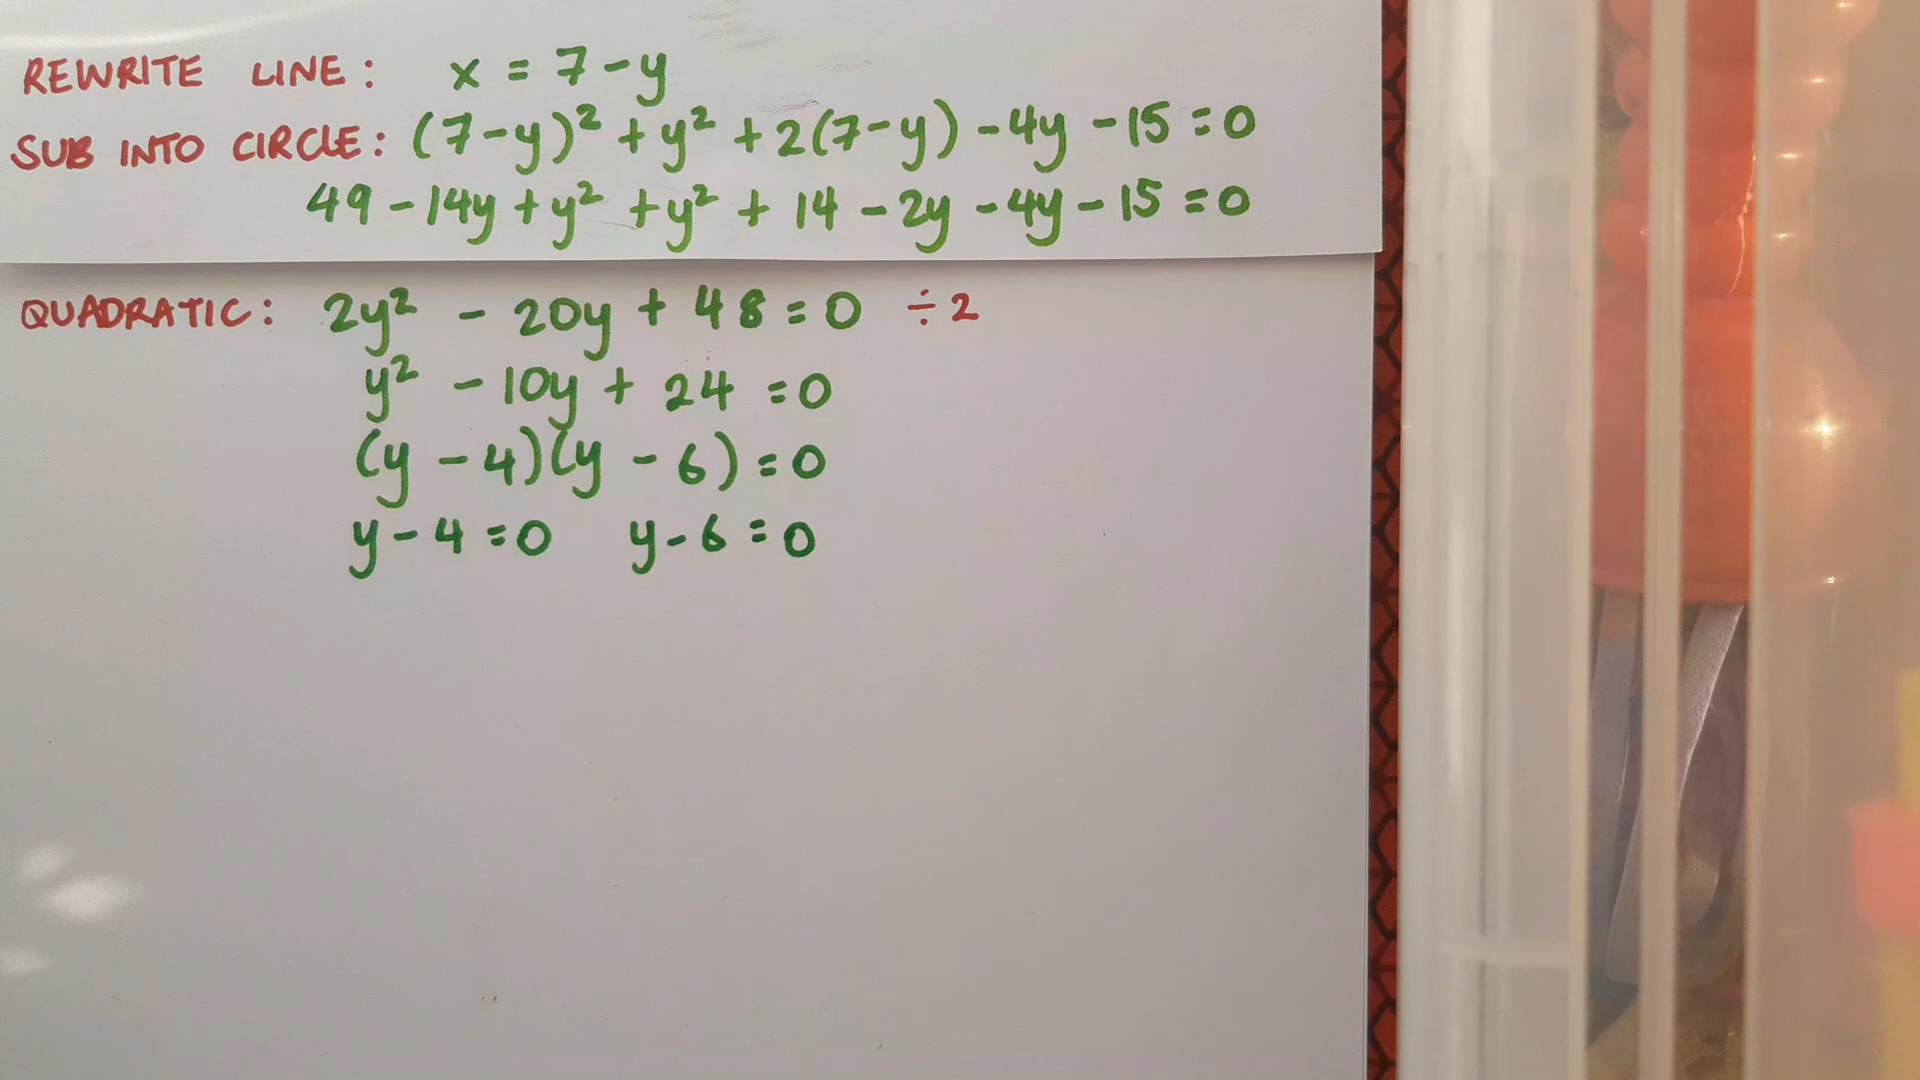 REWRITE LINE: x = 7-y
SUB INTO CIRCLE: (7-y)² + y² + 2(7-y) - 4y - 15 = 0
49 - 14y + y² + y² + 14 - 2y - 4y - 15 = 0
QUADRATIC: 2y² - 20y + 48 = 0 ÷ 2
y² - 10y + 24 = 0
(y - 4)(y - 6) = 0
y - 4 = 0 y - 6 = 0